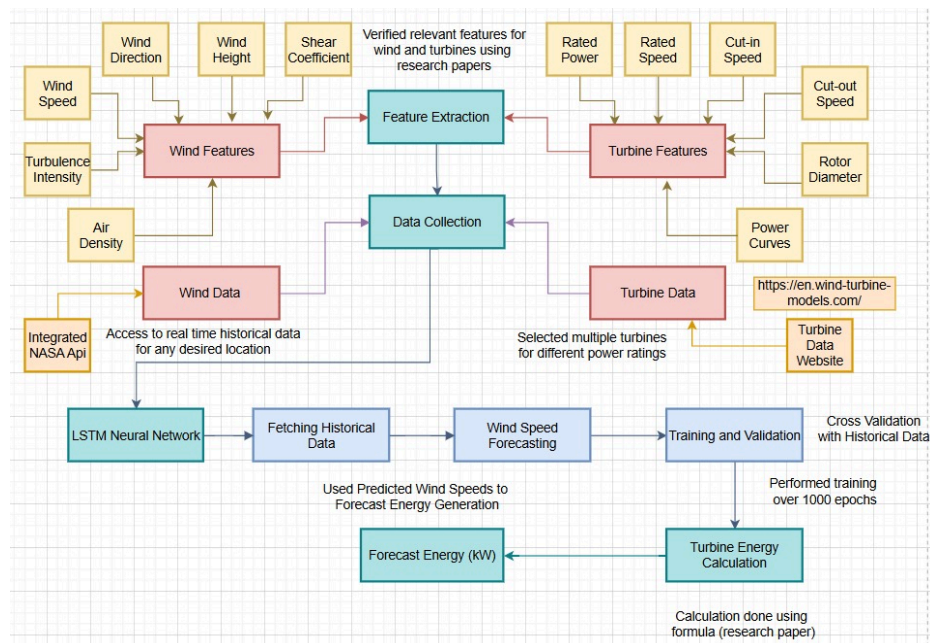 Wind
Direction
Wind
Height
Shear
Coefficient
Verified relevant features for
wind and turbines using
research papers
Rated
Power
Rated
Speed
Cut-in
Speed
Wind
Speed
Cut-out
Speed
Feature Extraction
Wind Features
Turbine Features
Turbulence
Intensity
Rotor
Diameter
Air
Density
Data Collection
Power
Curves
Wind Data
Turbine Data
https://en.wind-turbine-
models.com/
Integrated
NASA Api
Access to real time historical data
for any desired location
Selected multiple turbines
for different power ratings
Turbine
Data
Website
LSTM Neural Network
Fetching Historical
Data
Wind Speed
Forecasting
Training and Validation
Cross Validation
with Historical Data
Used Predicted Wind Speeds to
Forecast Energy Generation
Performed training
over 1000 epochs
Forecast Energy (kW)
Turbine Energy
Calculation
Calculation done using
formula (research paper)